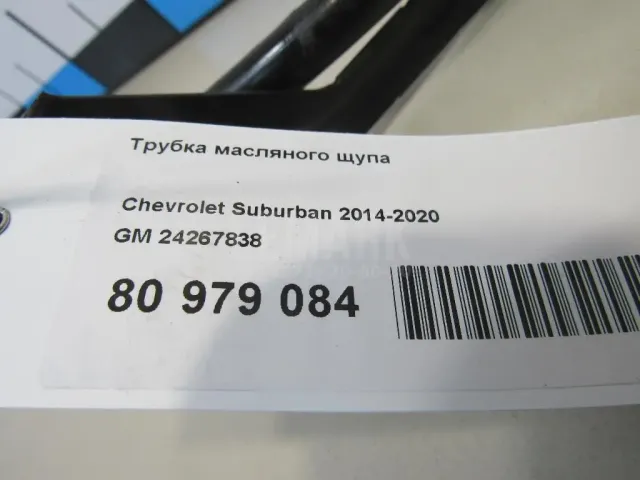 Трубка масляного щупа
Chevrolet Suburban 2014-2020
GM 24267838
80 979 084